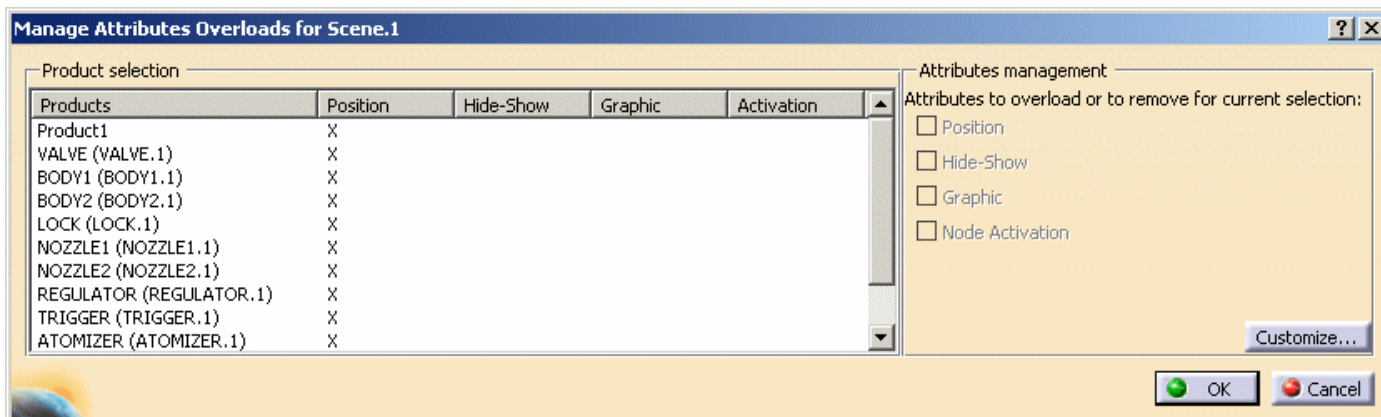 Manage Attributes Overloads for Scene.1
Product selection
Products Position Hide-Show Graphic Activation
Product1 X
VALVE (VALVE.1) X
BODY1 (BODY1.1) X
BODY2 (BODY2.1) X
LOCK (LOCK.1) X
NOZZLE1 (NOZZLE1.1) X
NOZZLE2 (NOZZLE2.1) X
REGULATOR (REGULATOR.1) X
TRIGGER (TRIGGER.1) X
ATOMIZER (ATOMIZER.1) X
Attributes management
Attributes to overload or to remove for current selection:
Position
Hide-Show
Graphic
Node Activation
Customize...
OK Cancel